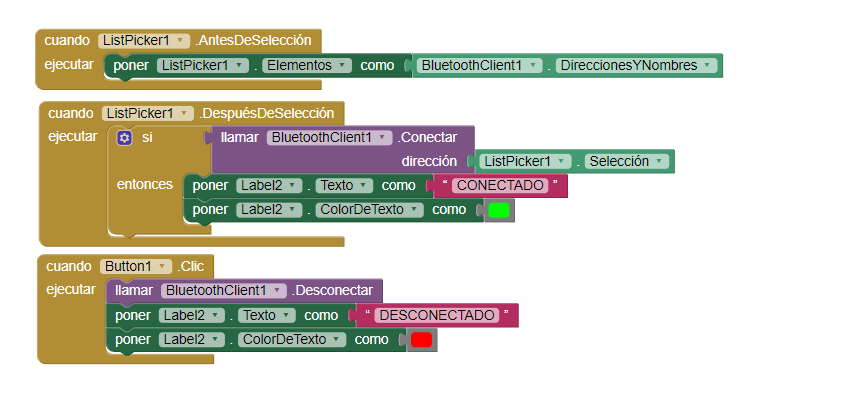 cuando ListPicker1 .AntesDeSelección
ejecutar poner ListPicker1 . Elementos como BluetoothClient1 . DireccionesYNombres
cuando ListPicker1 .DespuésDeSelección
ejecutar si llamar BluetoothClient1 .Conectar
dirección ListPicker1 . Selección
entonces poner Label2 . Texto como “ CONECTADO ”
poner Label2 . ColorDeTexto como
cuando Button1 .Clic
ejecutar llamar BluetoothClient1 .Desconectar
poner Label2 . Texto como “ DESCONECTADO ”
poner Label2 . ColorDeTexto como